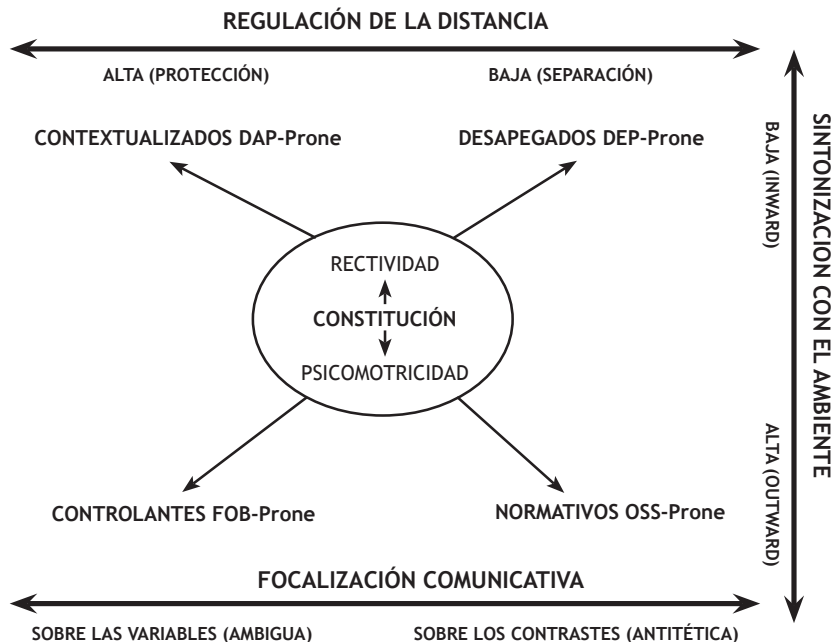 REGULACIÓN DE LA DISTANCIA
ALTA (PROTECCIÓN)
BAJA (SEPARACIÓN)
CONTEXTUALIZADOS DAP-Prone
DESAPEGADOS DEP-Prone
RECTIVIDAD
CONSTITUCIÓN
PSICOMOTRICIDAD
CONTROLANTES FOB-Prone
NORMATIVOS OSS-Prone
FOCALIZACIÓN COMUNICATIVA
SOBRE LAS VARIABLES (AMBIGUA)
SOBRE LOS CONTRASTES (ANTITÉTICA)
BAJA (INWARD)
ALTA (OUTWARD)
SINTONIZACION CON EL AMBIENTE